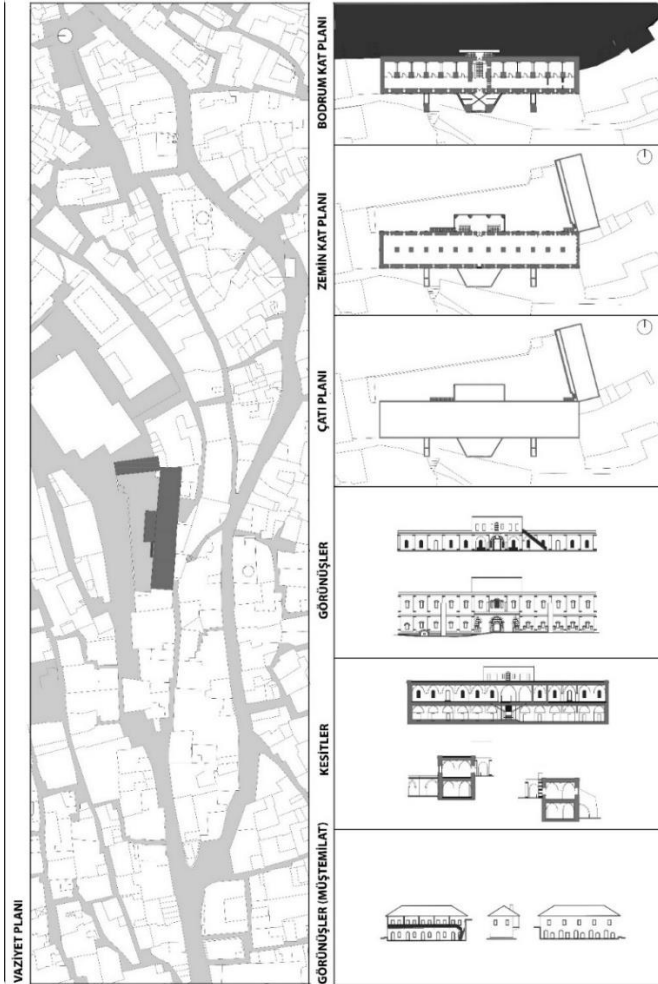 VAZİYET PLANI
BODRUM KAT PLANI
ZEMİN KAT PLANI
ÇATI PLANI
GÖRÜNÜŞLER
KESİTLER
GÖRÜNÜŞLER (MÜŞTEMİLAT)